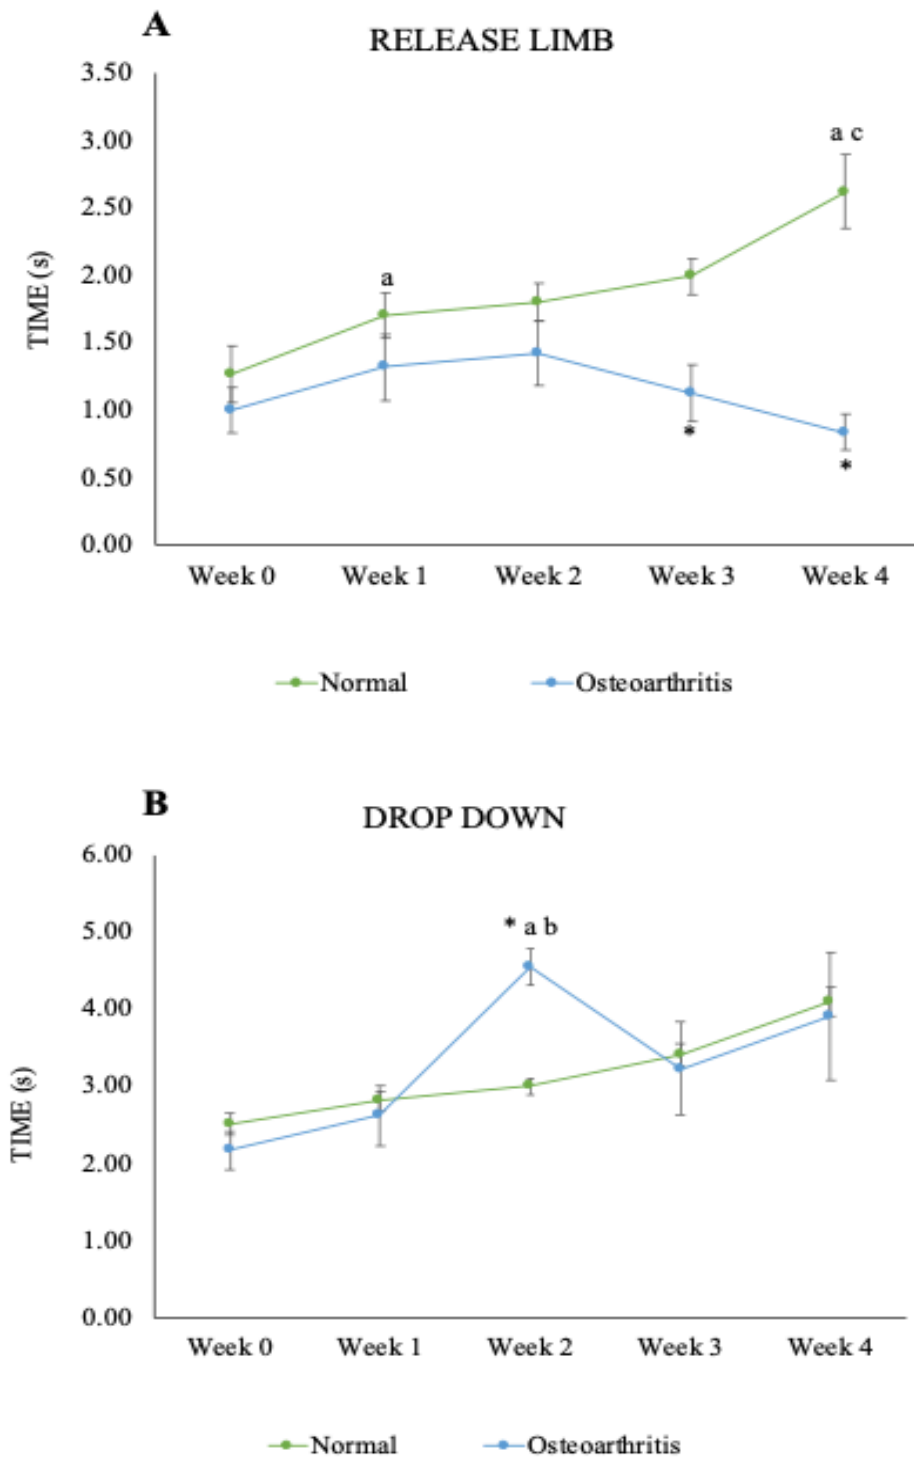 A
RELEASE LIMB
3.50
3.00
2.50
2.00
1.50
1.00
0.50
0.00
TIME (s)
a
a c
*
*
Week 0 Week 1 Week 2 Week 3 Week 4
Normal Osteoarthritis
B
DROP DOWN
6.00
5.00
4.00
3.00
2.00
1.00
0.00
TIME (s)
* a b
Week 0 Week 1 Week 2 Week 3 Week 4
Normal Osteoarthritis